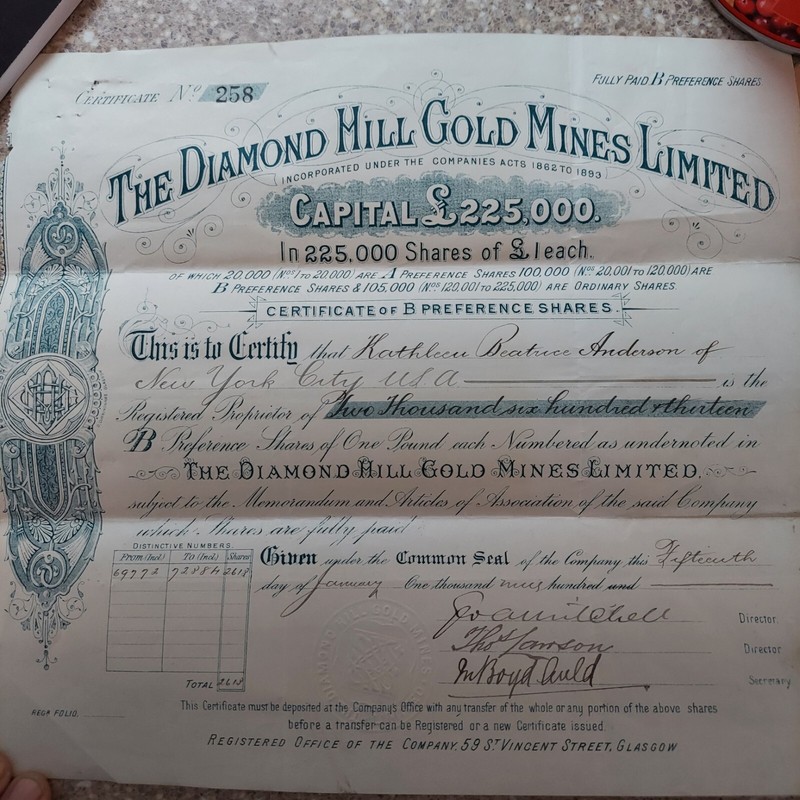 CERTIFICATE No 258
FULLY PAID B PREFERENCE SHARES.
THE DIAMOND HILL GOLD MINES LIMITED
INCORPORATED UNDER THE COMPANIES ACTS 1862 TO 1893
CAPITAL £225,000.
In 225,000 Shares of £1 each.
OF WHICH 20,000 (Nos 1 TO 20,000) ARE A PREFERENCE SHARES 100,000 (Nos 20,001 TO 120,000) ARE
B PREFERENCE SHARES & 105,000 (Nos 120,001 TO 225,000) ARE ORDINARY SHARES.
CERTIFICATE OF B PREFERENCE SHARES.
This is to Certify that Kathleen Beatrice Anderson of
New York City U.S.A is the
Registered Proprietor of Two Thousand six hundred & thirteen
B Preference Shares of One Pound each Numbered as undernoted in
THE DIAMOND HILL GOLD MINES LIMITED,
subject to the Memorandum and Articles of Association of the said Company
which Shares are fully paid.
DISTINCTIVE NUMBERS.
From (Incl) To (Incl) Shares
69772 72384 2613
TOTAL 2613
Given under the Common Seal of the Company this Fifteenth
day of January One thousand nine hundred and
Director
Thos Lawson Director
Boyd Auld Secretary
DIAMOND HILL GOLD MINES
This Certificate must be deposited at the Company's Office with any transfer of the whole or any portion of the above shares
before a transfer can be Registered or a new Certificate issued.
REGR FOLIO.
REGISTERED OFFICE OF THE COMPANY. 59 ST VINCENT STREET, GLASGOW